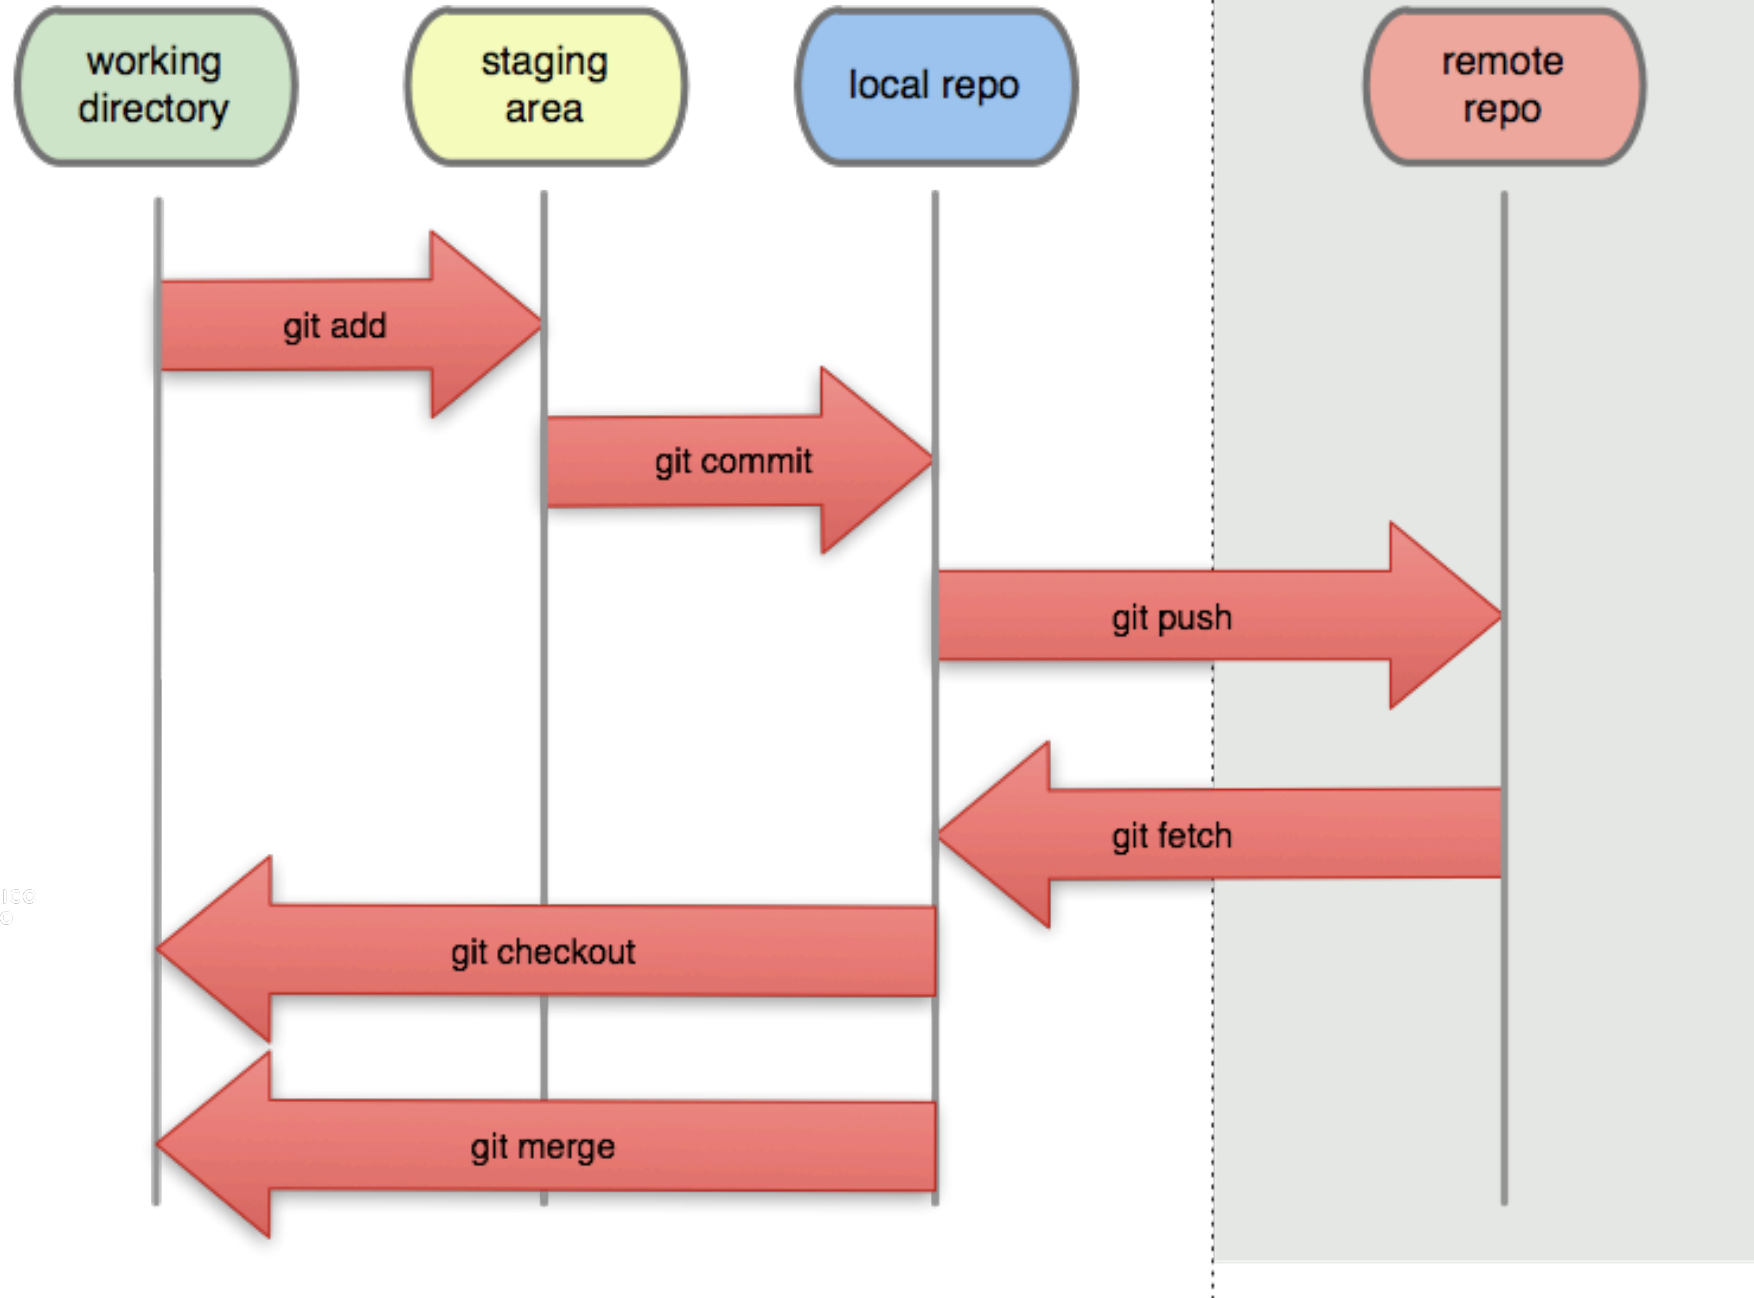 working
directory
staging
area
local repo
remote
repo
git add
git commit
git push
git fetch
git checkout
git merge